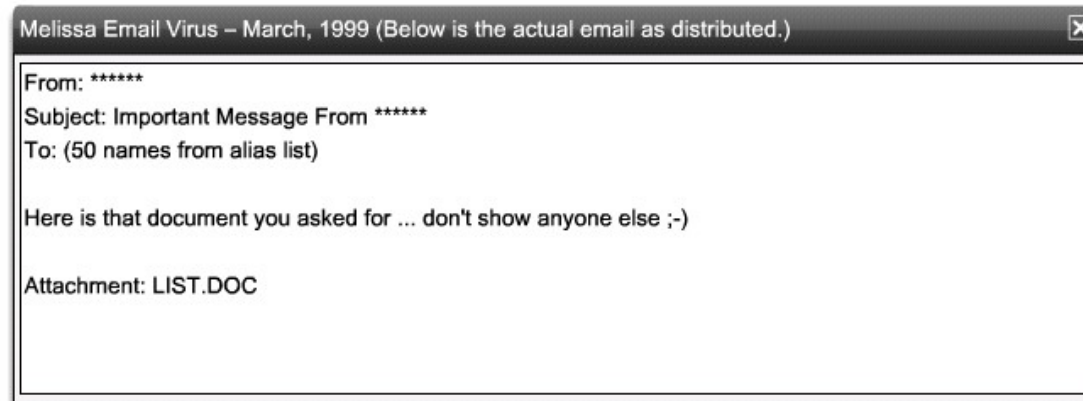 Melissa Email Virus – March, 1999 (Below is the actual email as distributed.)
From: ******
Subject: Important Message From ******
To: (50 names from alias list)
Here is that document you asked for ... don't show anyone else ;-)
Attachment: LIST.DOC